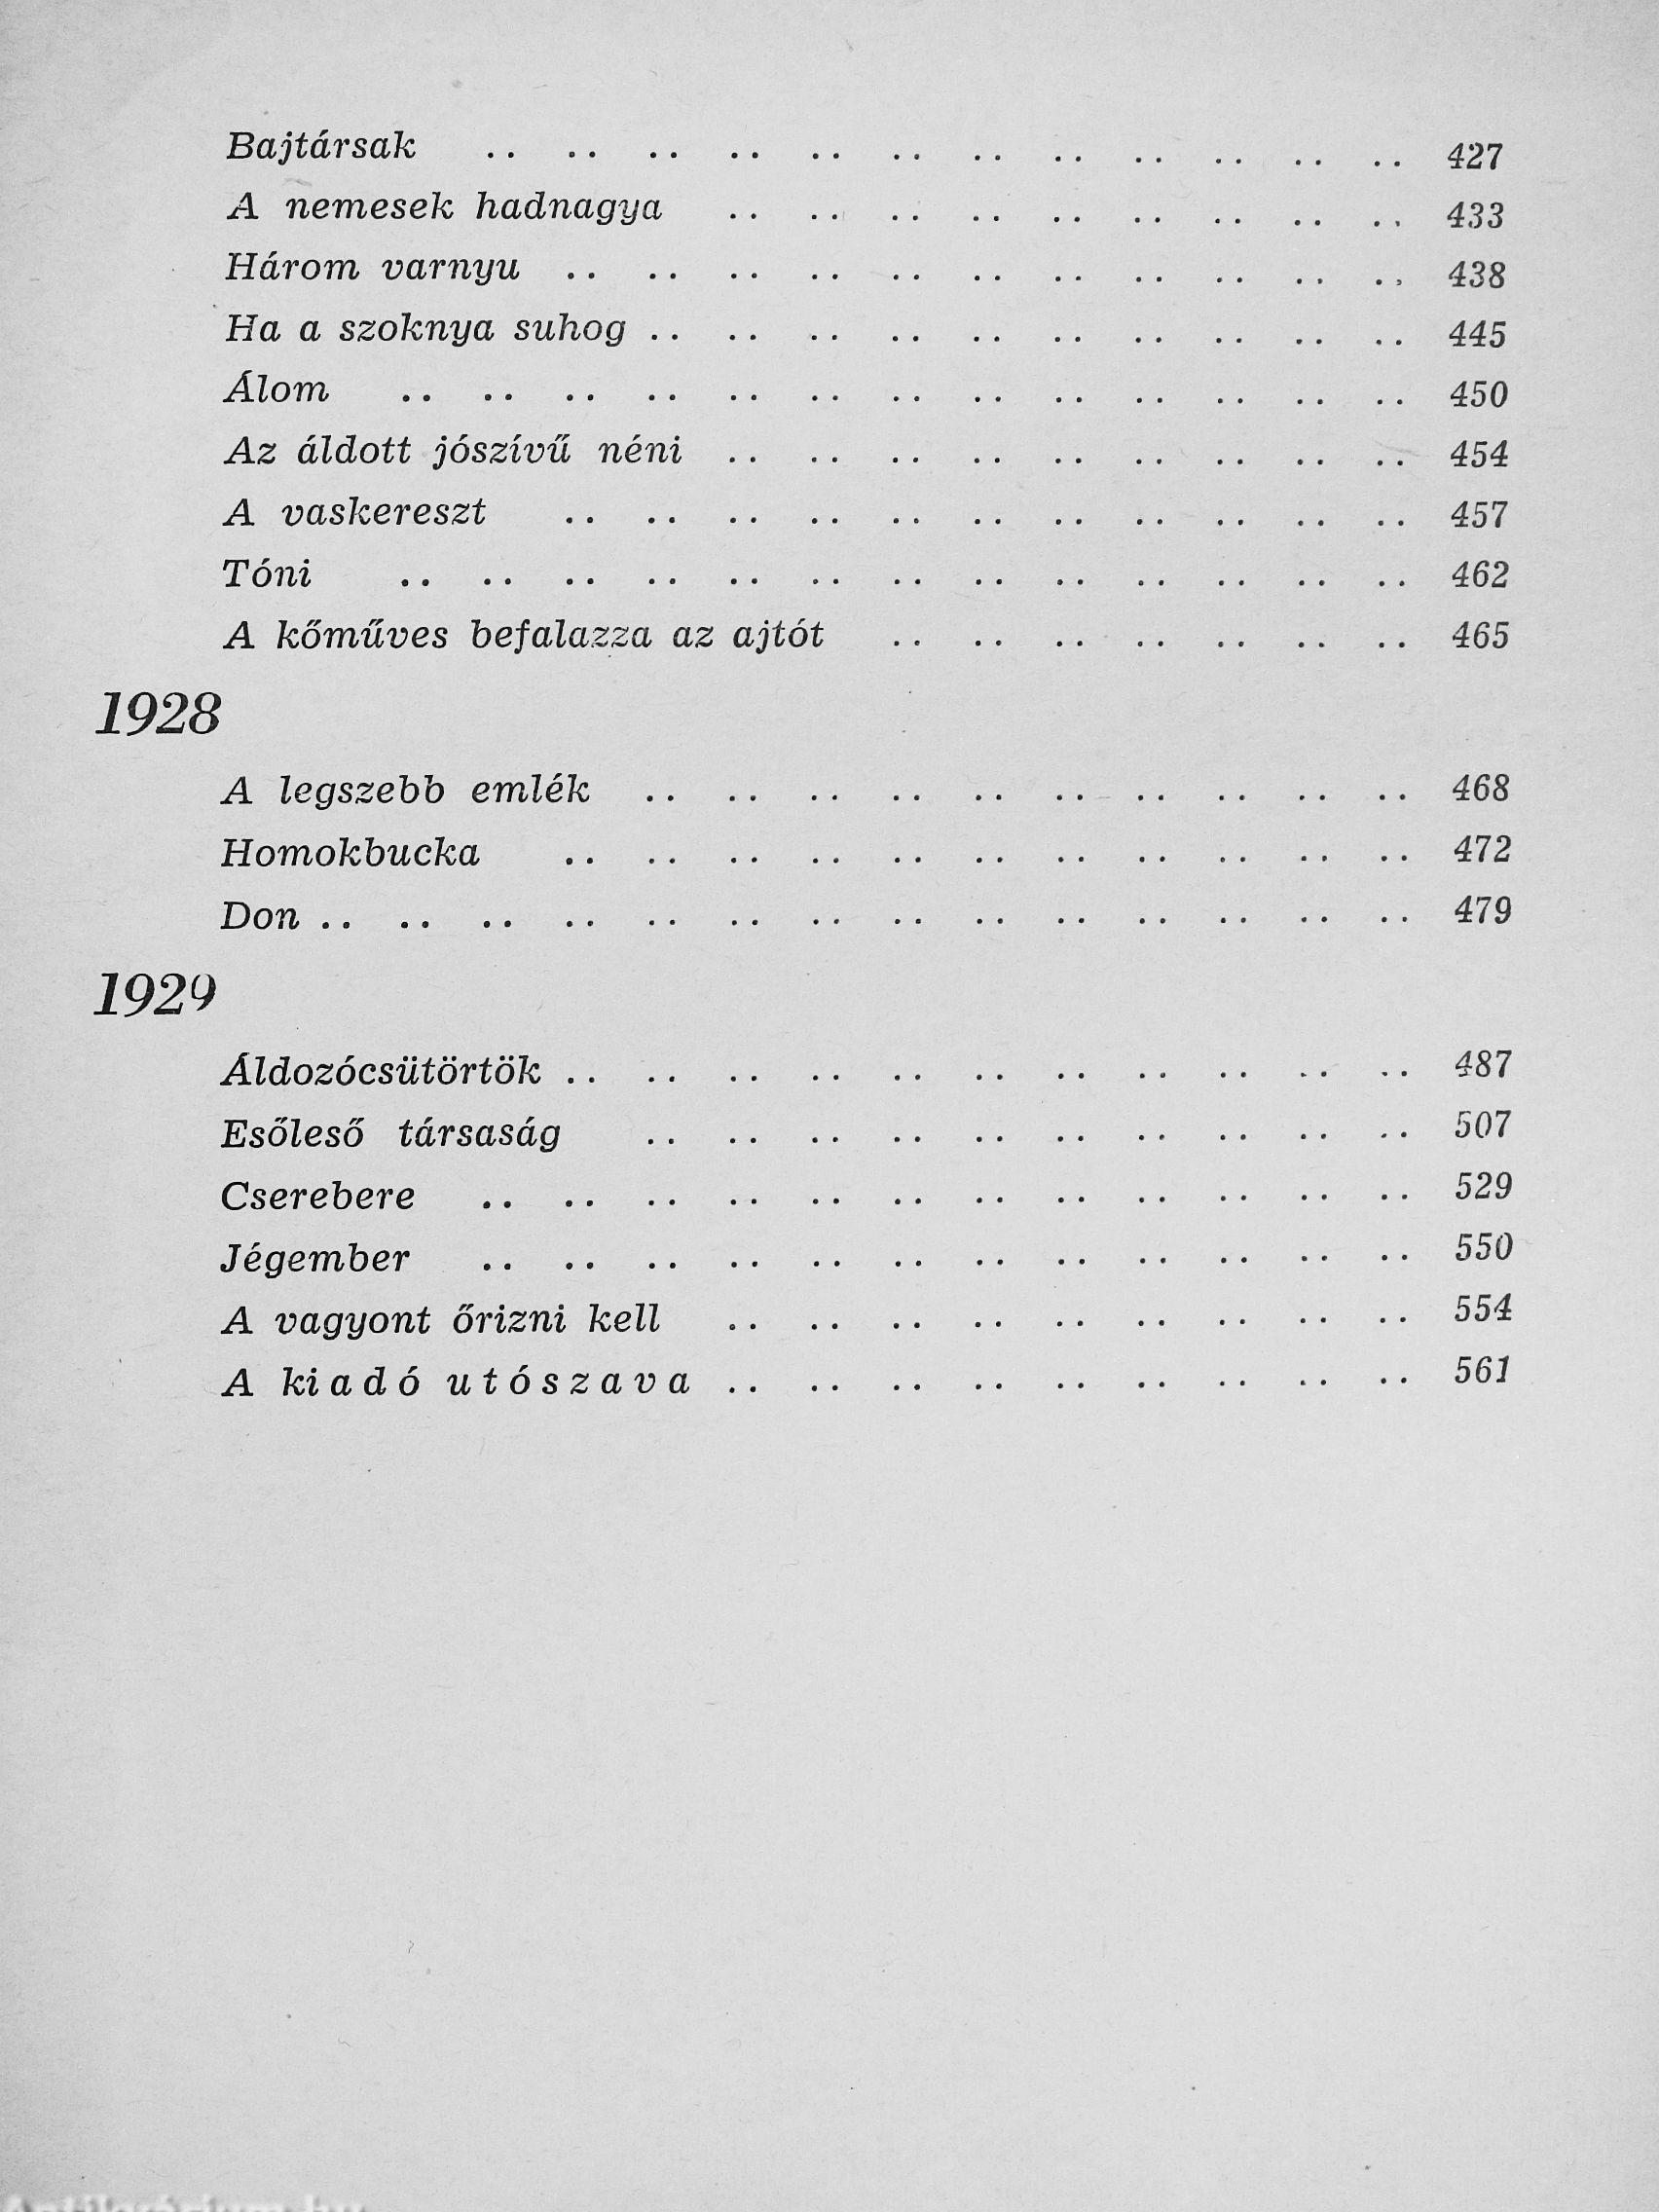 Bajtársak .. .. .. .. .. .. .. .. .. .. .. .. 427
A nemesek hadnagya .. .. .. .. .. .. .. .. .. 433
Három varnyu .. .. .. .. .. .. .. .. .. .. .. 438
Ha a szoknya suhog .. .. .. .. .. .. .. .. .. .. 445
Álom .. .. .. .. .. .. .. .. .. .. .. .. .. 450
Az áldott jószívű néni .. .. .. .. .. .. .. .. .. 454
A vaskereszt .. .. .. .. .. .. .. .. .. .. .. 457
Tóni .. .. .. .. .. .. .. .. .. .. .. .. .. 462
A kőműves befalazza az ajtót .. .. .. .. .. .. .. 465
1928
A legszebb emlék .. .. .. .. .. .. .. .. .. .. 468
Homokbucka .. .. .. .. .. .. .. .. .. .. .. 472
Don .. .. .. .. .. .. .. .. .. .. .. .. .. .. 479
1929
Áldozócsütörtök .. .. .. .. .. .. .. .. .. .. .. 487
Esőleső társaság .. .. .. .. .. .. .. .. .. .. 507
Cserebere .. .. .. .. .. .. .. .. .. .. .. .. 529
Jégember .. .. .. .. .. .. .. .. .. .. .. .. 550
A vagyont őrizni kell .. .. .. .. .. .. .. .. .. 554
A kiadó utószava .. .. .. .. .. .. .. .. .. 561